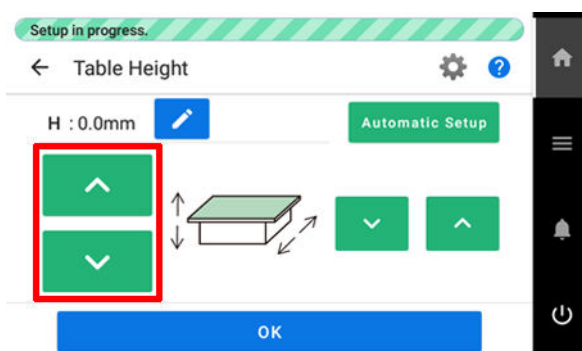 Setup in progress.
Table Height
H : 0.0mm
Automatic Setup
OK